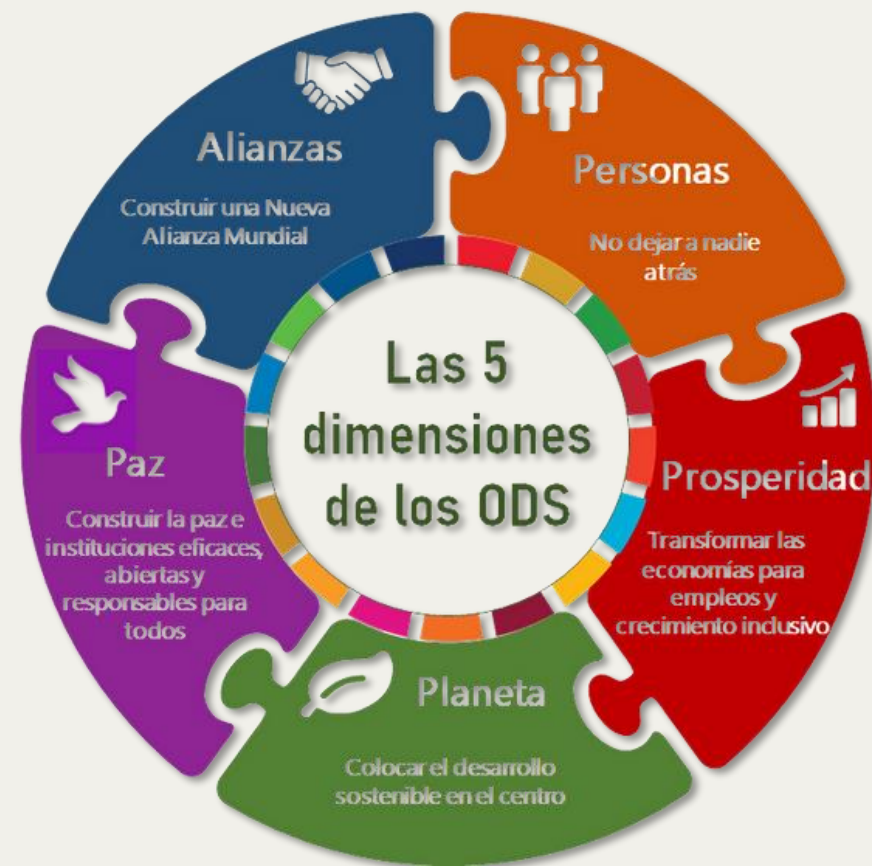 Las 5
dimensiones
de los ODS
Alianzas
Construir una Nueva
Alianza Mundial
Personas
No dejar a nadie
atrás
Prosperidad
Transformar las
economías para
empleos y
crecimiento inclusivo
Planeta
Colocar el desarrollo
sostenible en el centro
Paz
Construir la paz e
instituciones eficaces,
abiertas y
responsables para
todos